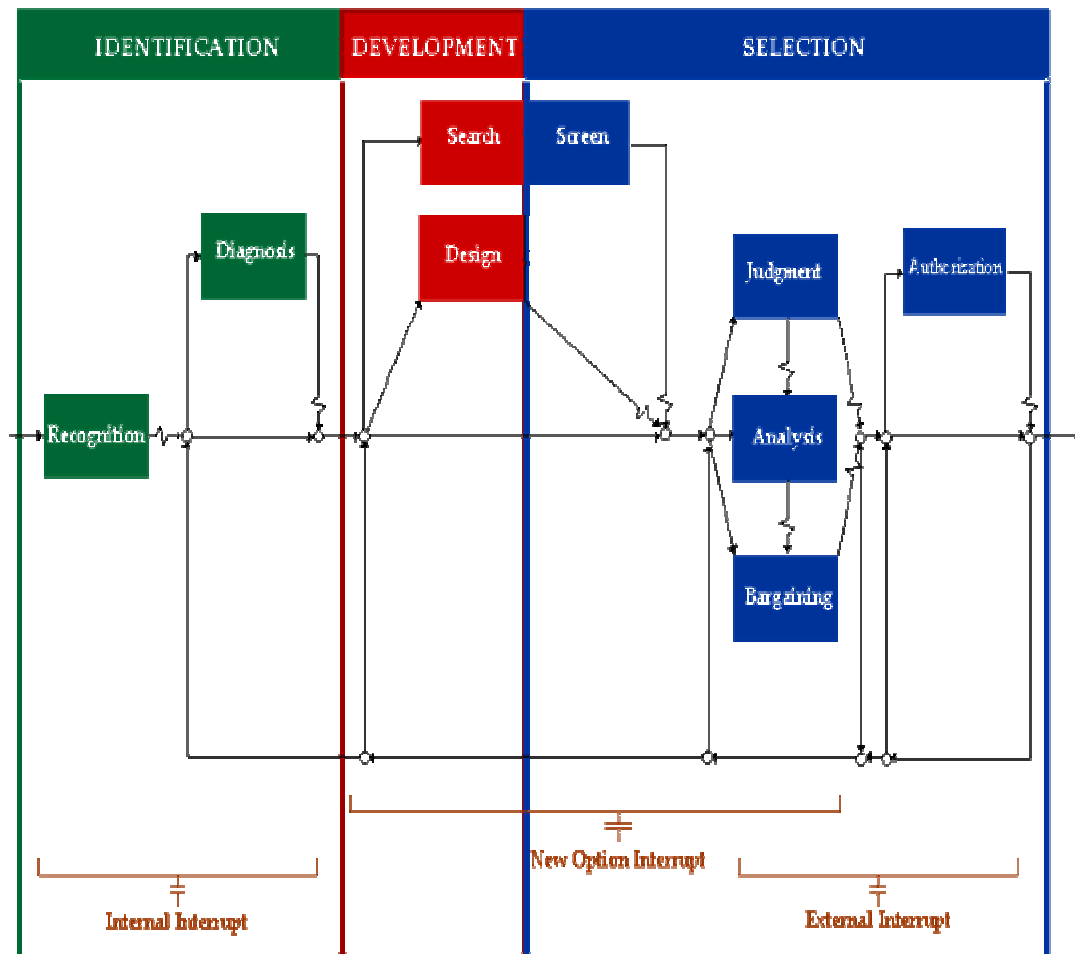 IDENTIFICATION
DEVELOPMENT
SELECTION
Search
Screen
Diagnosis
Design
Judgment
Authorization
Recognition
Analysis
Bargaining
New Option Interrupt
Internal Interrupt
External Interrupt